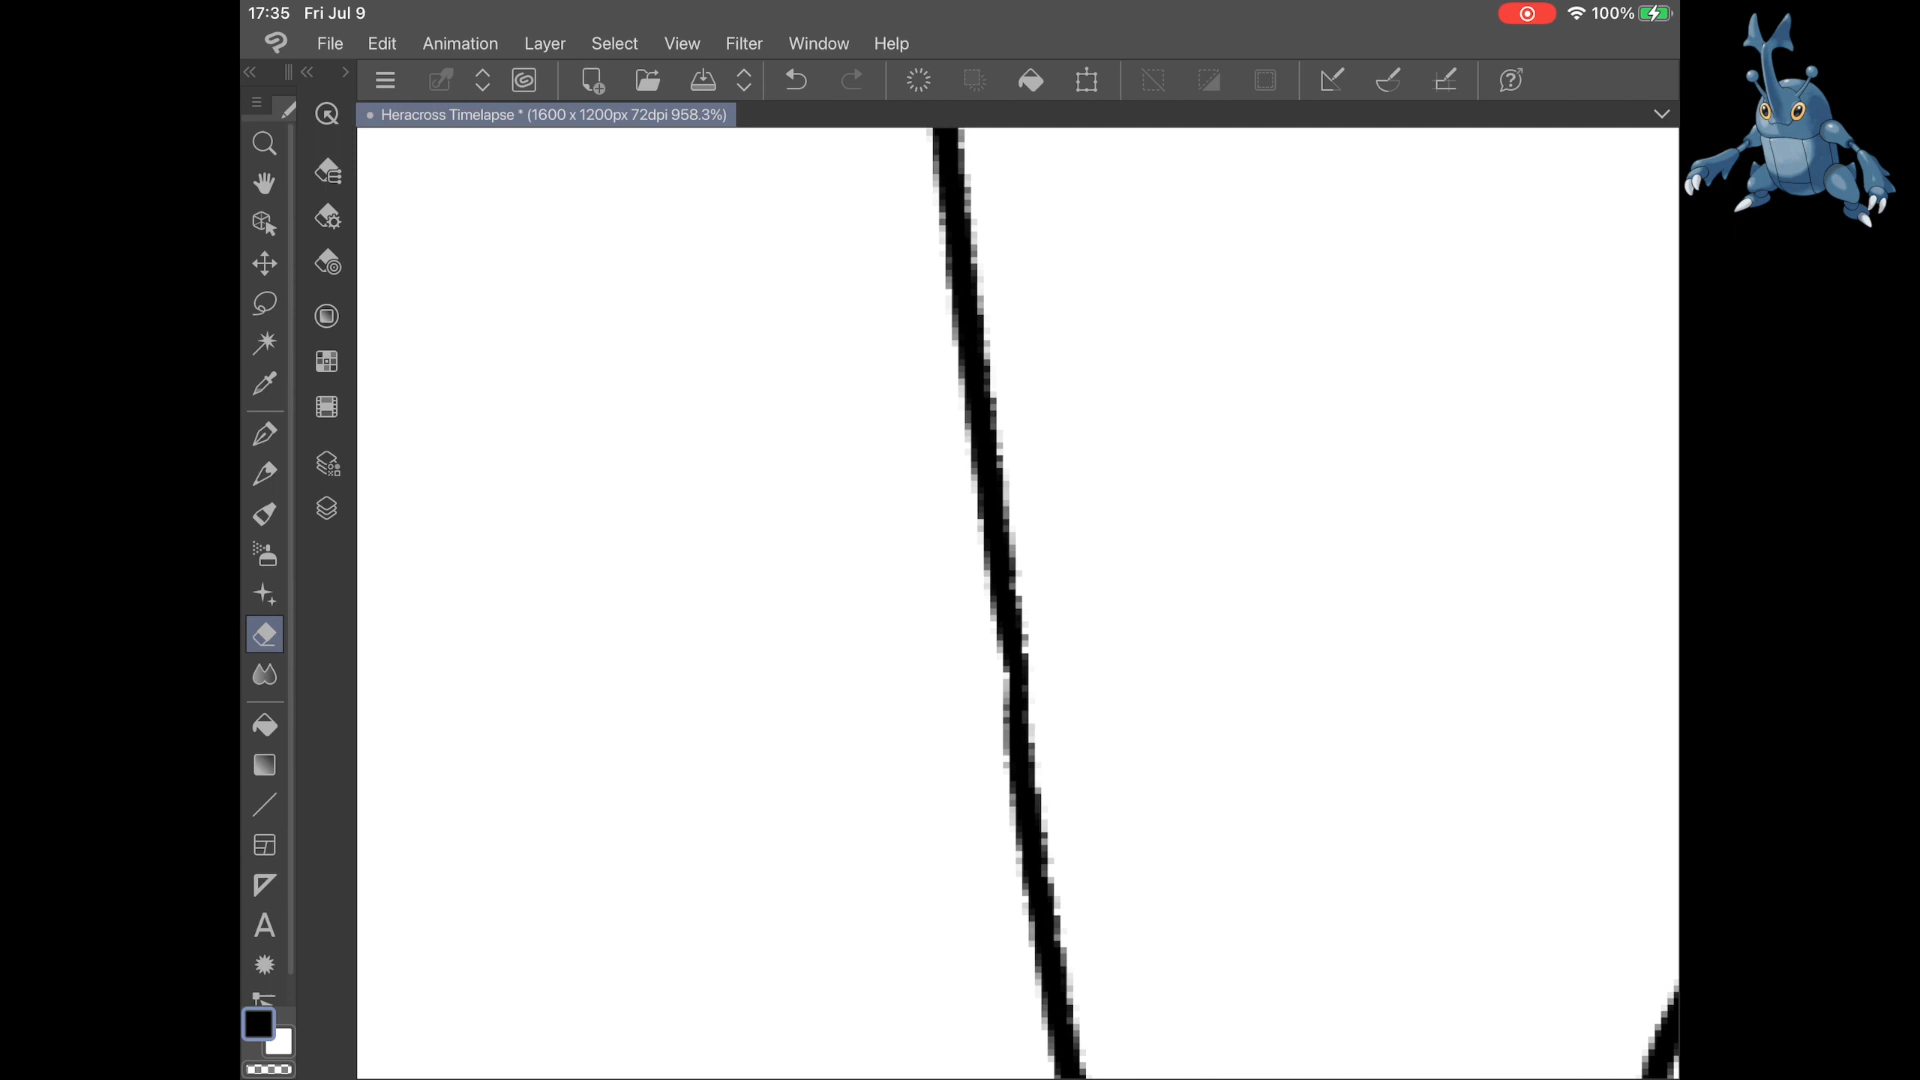 17:35 Fri Jul 9
100%
File Edit Animation Layer Select View Filter Window Help
Heracross Timelapse * (1600 x 1200px 72dpi 958.3%)